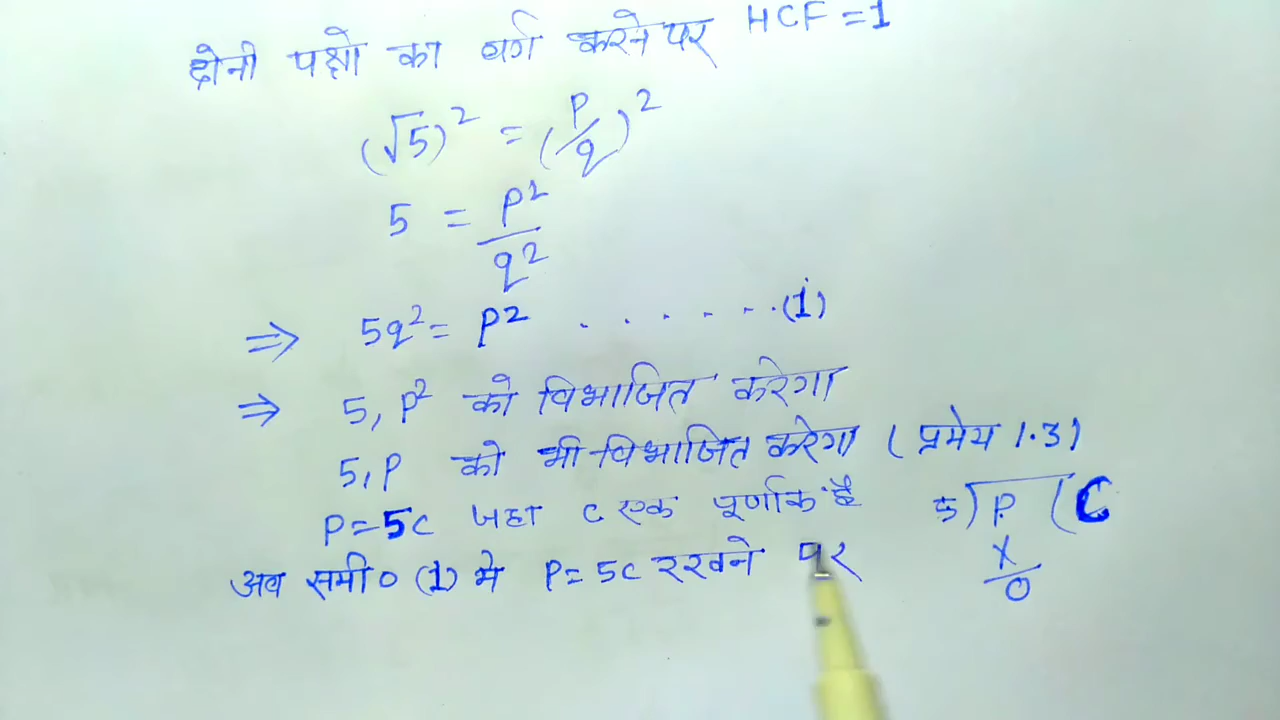 दोनो पक्षो का वर्ग करने पर HCF = 1
(√5)² = (P/q)²
5 = P²/q²
⇒ 5q² = P² . . . . . . . (1)
⇒ 5, P² को विभाजित करेगा
5, P को भी विभाजित करेगा ( प्रमेय 1.3)
P = 5C जहा C एक पूर्णाक है 5) P ( C
x
0
अब समी० (1) मे P = 5C रखने पर